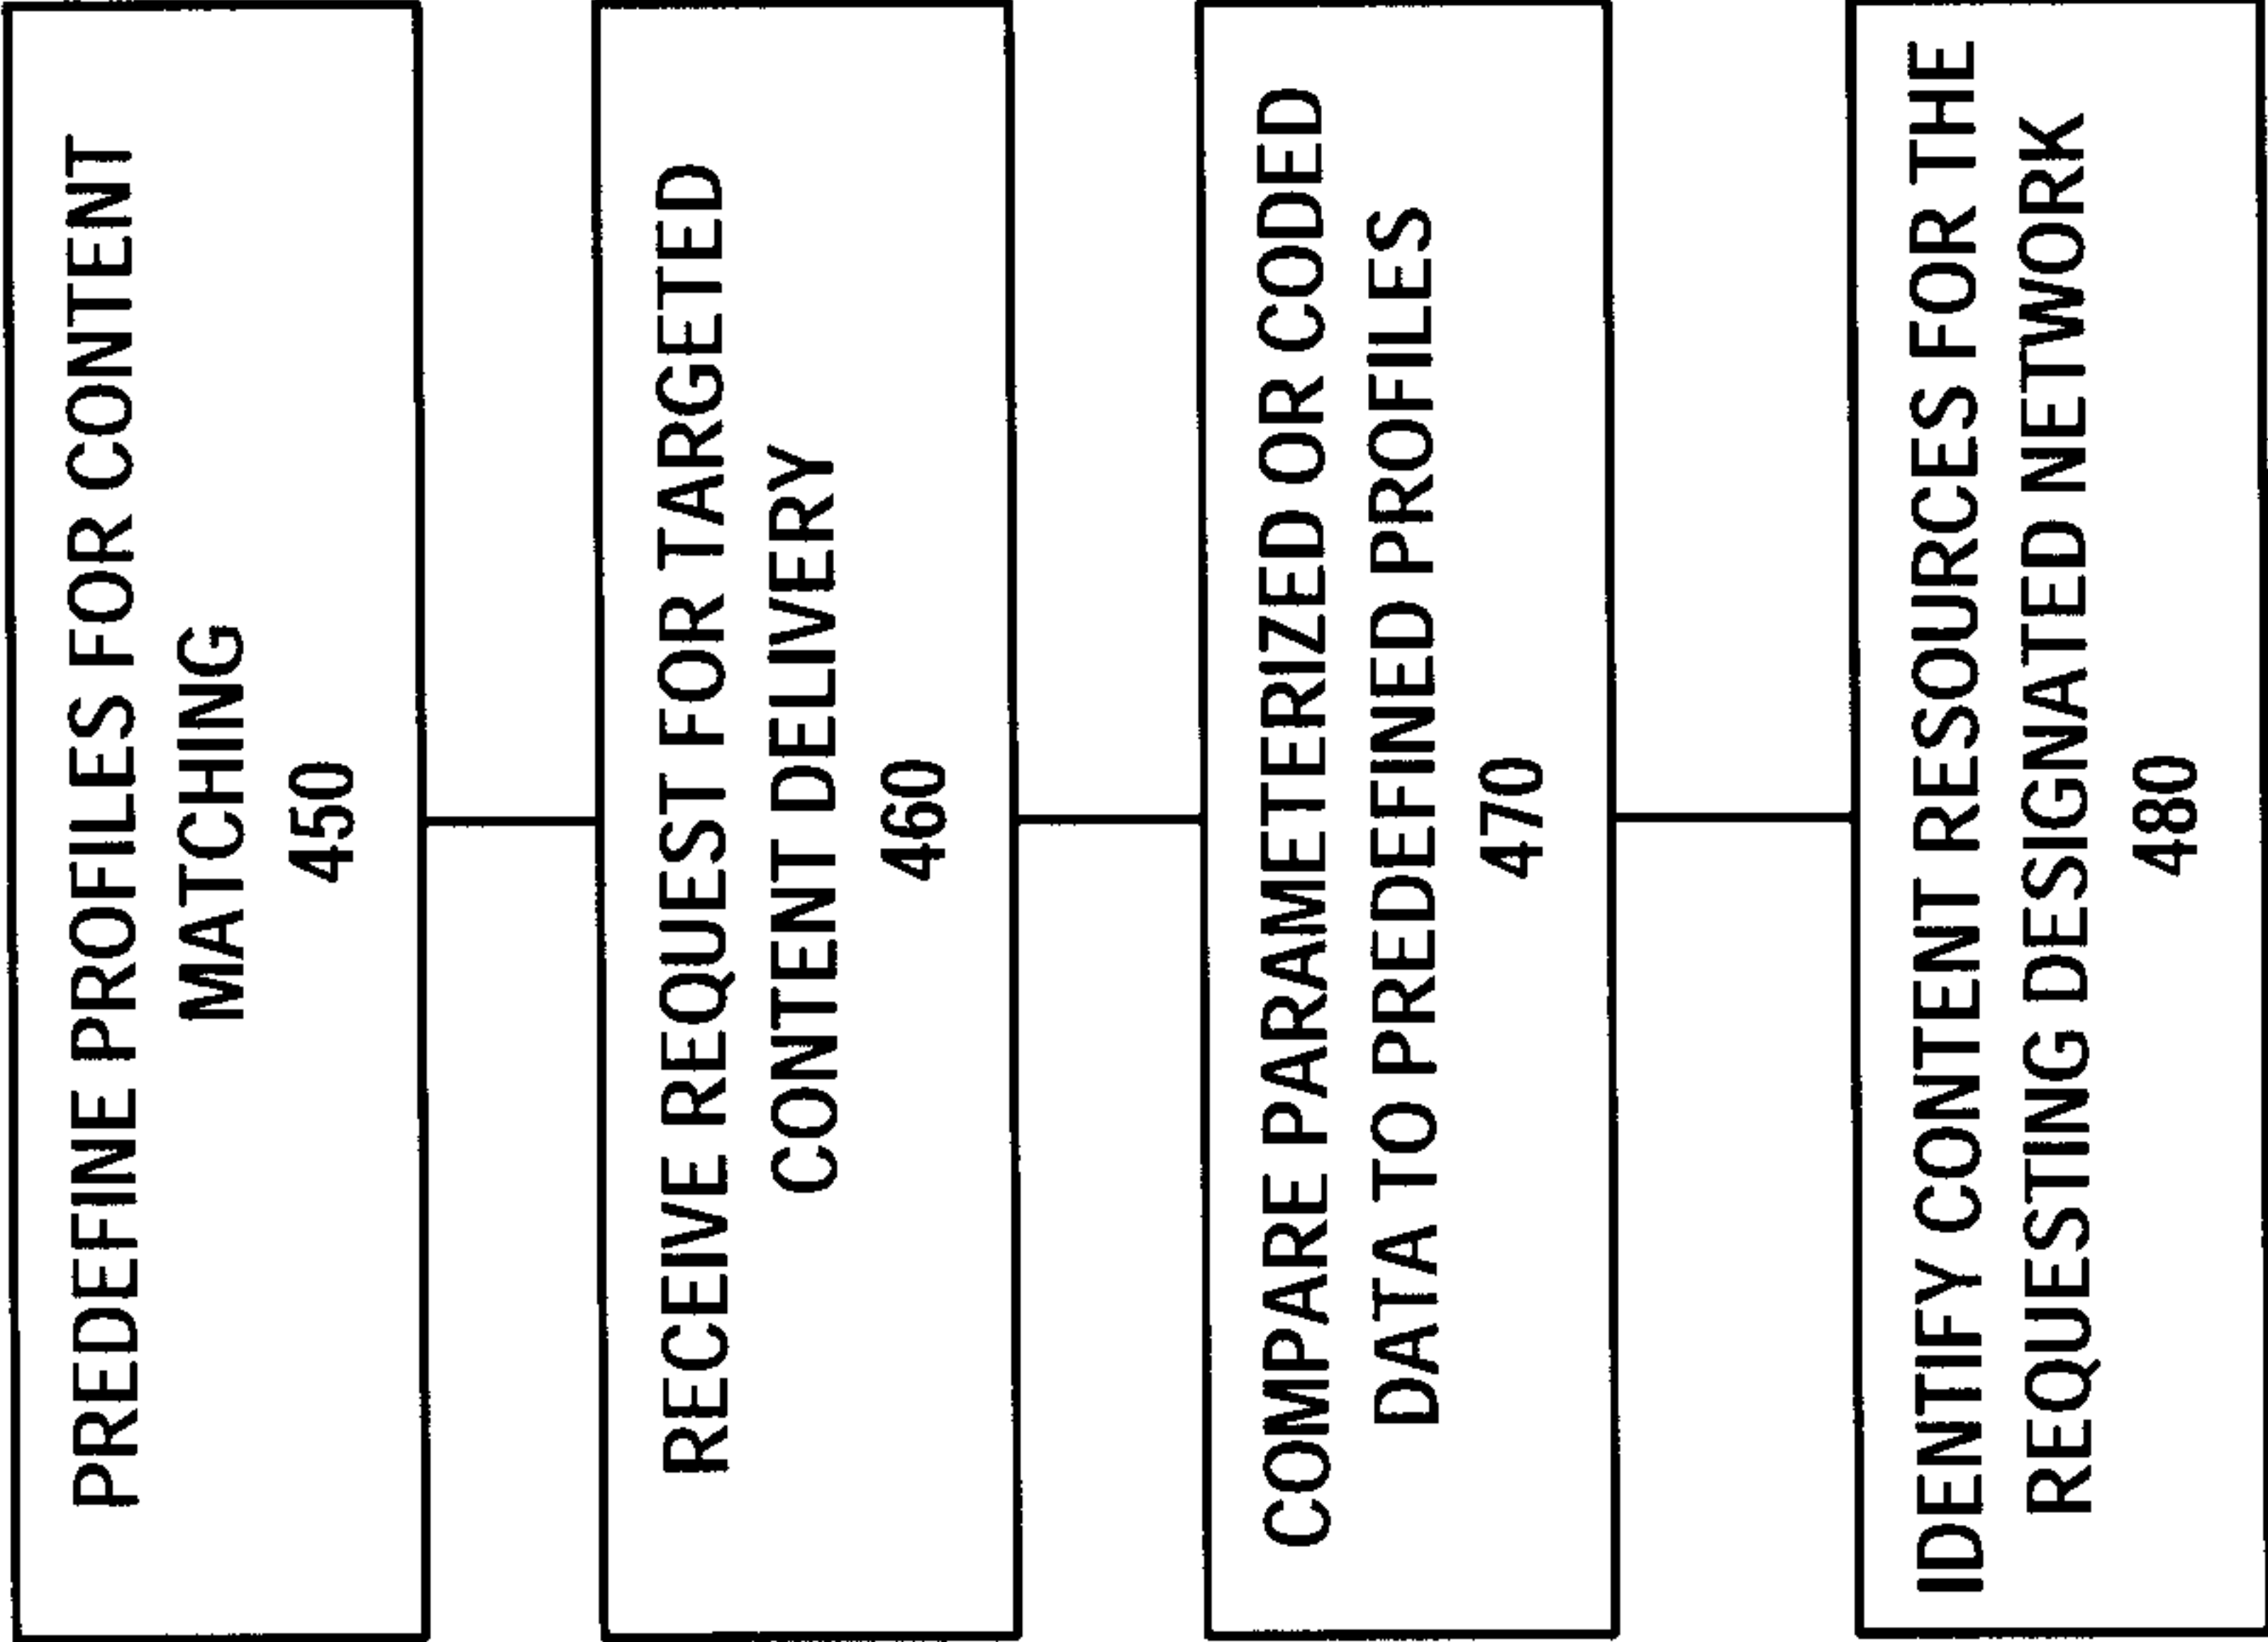 PREDEFINE PROFILES FOR CONTENT
MATCHING
450
RECEIVE REQUEST FOR TARGETED
CONTENT DELIVERY
460
COMPARE PARAMETERIZED OR CODED
DATA TO PREDEFINED PROFILES
470
IDENTIFY CONTENT RESOURCES FOR THE
REQUESTING DESIGNATED NETWORK
480